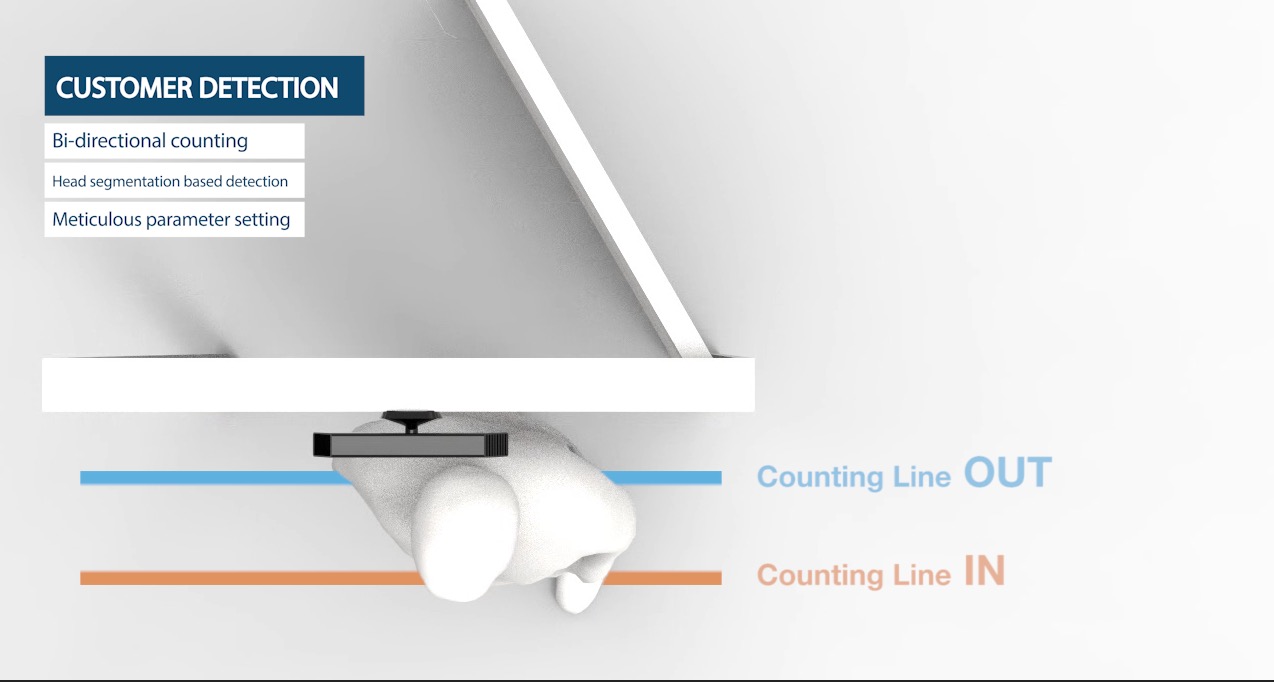 CUSTOMER DETECTION
Bi-directional counting
Head segmentation based detection
Meticulous parameter setting
Counting Line OUT
Counting Line IN